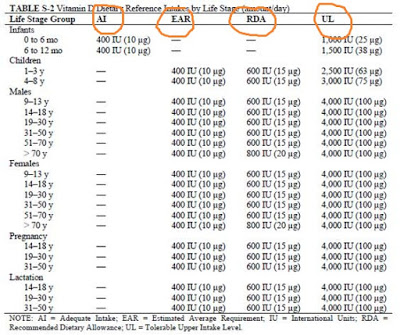 TABLE S-2 Vitamin D Dietary Reference Intakes by Life Stage (amount/day)
Life Stage Group AI EAR RDA UL
Infants
0 to 6 mo 400 IU (10 µg) — — 1,000 IU (25 µg)
6 to 12 mo 400 IU (10 µg) — — 1,500 IU (38 µg)
Children
1–3 y — 400 IU (10 µg) 600 IU (15 µg) 2,500 IU (63 µg)
4–8 y — 400 IU (10 µg) 600 IU (15 µg) 3,000 IU (75 µg)
Males
9–13 y — 400 IU (10 µg) 600 IU (15 µg) 4,000 IU (100 µg)
14–18 y — 400 IU (10 µg) 600 IU (15 µg) 4,000 IU (100 µg)
19–30 y — 400 IU (10 µg) 600 IU (15 µg) 4,000 IU (100 µg)
31–50 y — 400 IU (10 µg) 600 IU (15 µg) 4,000 IU (100 µg)
51–70 y — 400 IU (10 µg) 600 IU (15 µg) 4,000 IU (100 µg)
> 70 y — 400 IU (10 µg) 800 IU (20 µg) 4,000 IU (100 µg)
Females
9–13 y — 400 IU (10 µg) 600 IU (15 µg) 4,000 IU (100 µg)
14–18 y — 400 IU (10 µg) 600 IU (15 µg) 4,000 IU (100 µg)
19–30 y — 400 IU (10 µg) 600 IU (15 µg) 4,000 IU (100 µg)
31–50 y — 400 IU (10 µg) 600 IU (15 µg) 4,000 IU (100 µg)
51–70 y — 400 IU (10 µg) 600 IU (15 µg) 4,000 IU (100 µg)
> 70 y — 400 IU (10 µg) 800 IU (20 µg) 4,000 IU (100 µg)
Pregnancy
14–18 y — 400 IU (10 µg) 600 IU (15 µg) 4,000 IU (100 µg)
19–30 y — 400 IU (10 µg) 600 IU (15 µg) 4,000 IU (100 µg)
31–50 y — 400 IU (10 µg) 600 IU (15 µg) 4,000 IU (100 µg)
Lactation
14–18 y — 400 IU (10 µg) 600 IU (15 µg) 4,000 IU (100 µg)
19–30 y — 400 IU (10 µg) 600 IU (15 µg) 4,000 IU (100 µg)
31–50 y — 400 IU (10 µg) 600 IU (15 µg) 4,000 IU (100 µg)
NOTE: AI = Adequate Intake; EAR = Estimated Average Requirement; IU = International Units; RDA =
Recommended Dietary Allowance; UL = Tolerable Upper Intake Level.